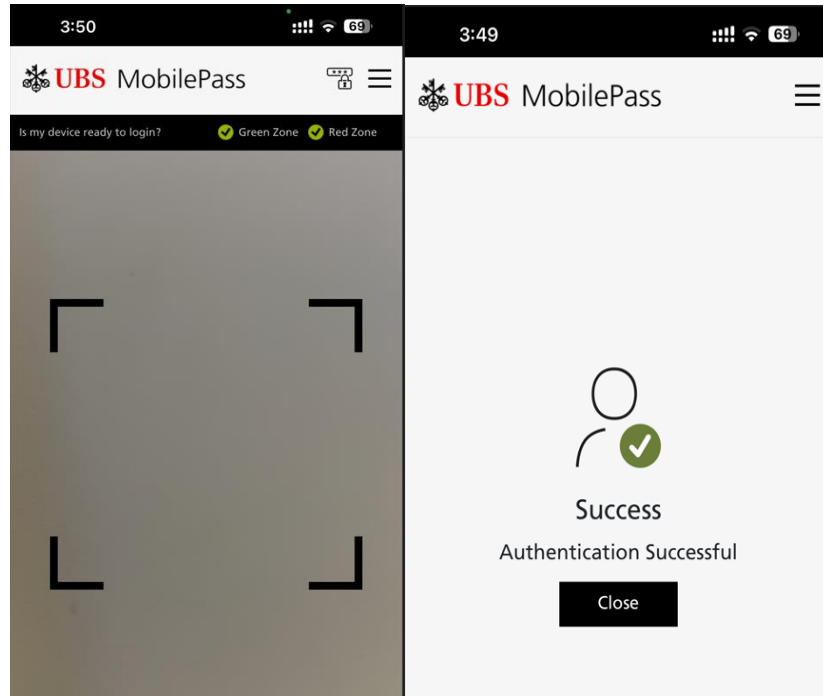 3:50
69
UBS MobilePass
Is my device ready to login? Green Zone Red Zone
3:49
69
UBS MobilePass
Success
Authentication Successful
Close